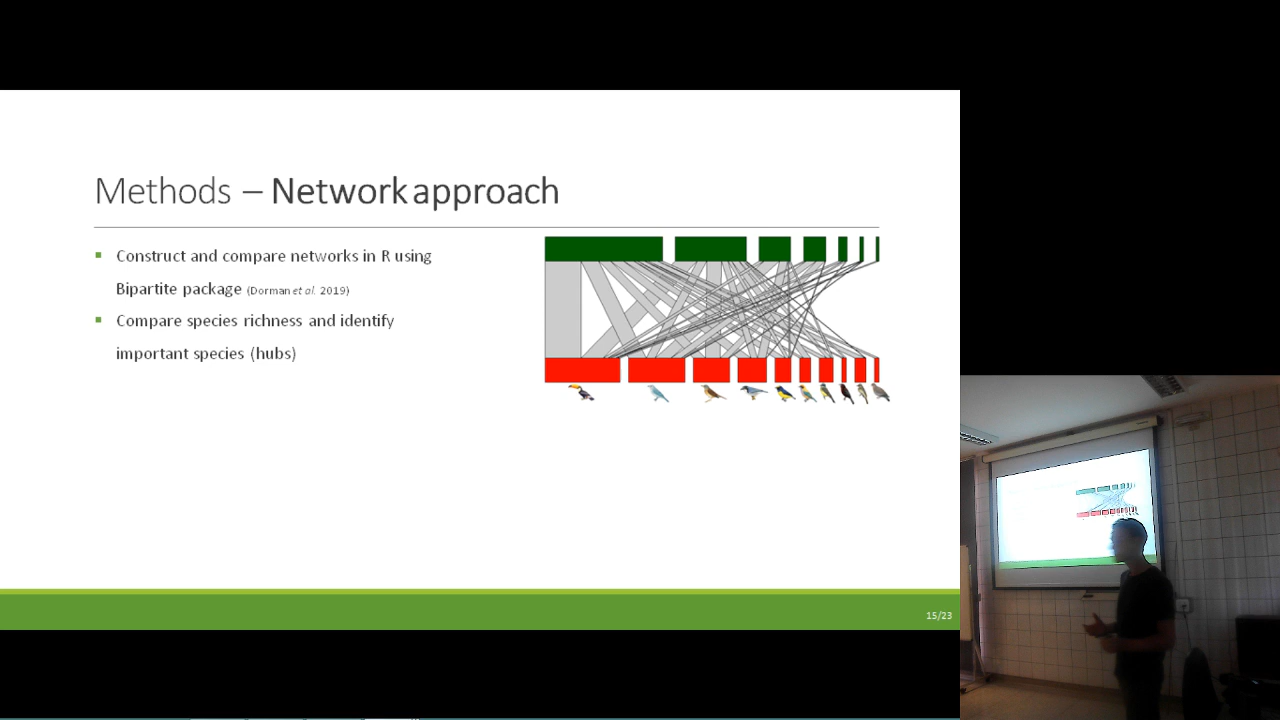 Methods – Network approach
Construct and compare networks in R using
Bipartite package (Dorman et al. 2019)
Compare species richness and identify
important species (hubs)
15/23